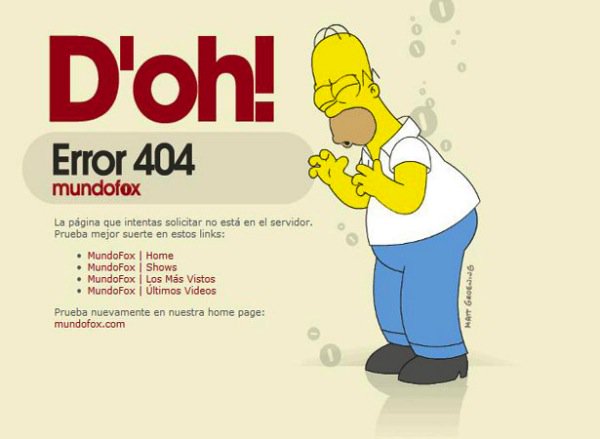 D'oh!
Error 404
mundofox
La página que intentas solicitar no está en el servidor.
Prueba mejor suerte en estos links:
MundoFox | Home
MundoFox | Shows
MundoFox | Los Más Vistos
MundoFox | Últimos Videos
Prueba nuevamente en nuestra home page:
mundofox.com
MATT GROENING